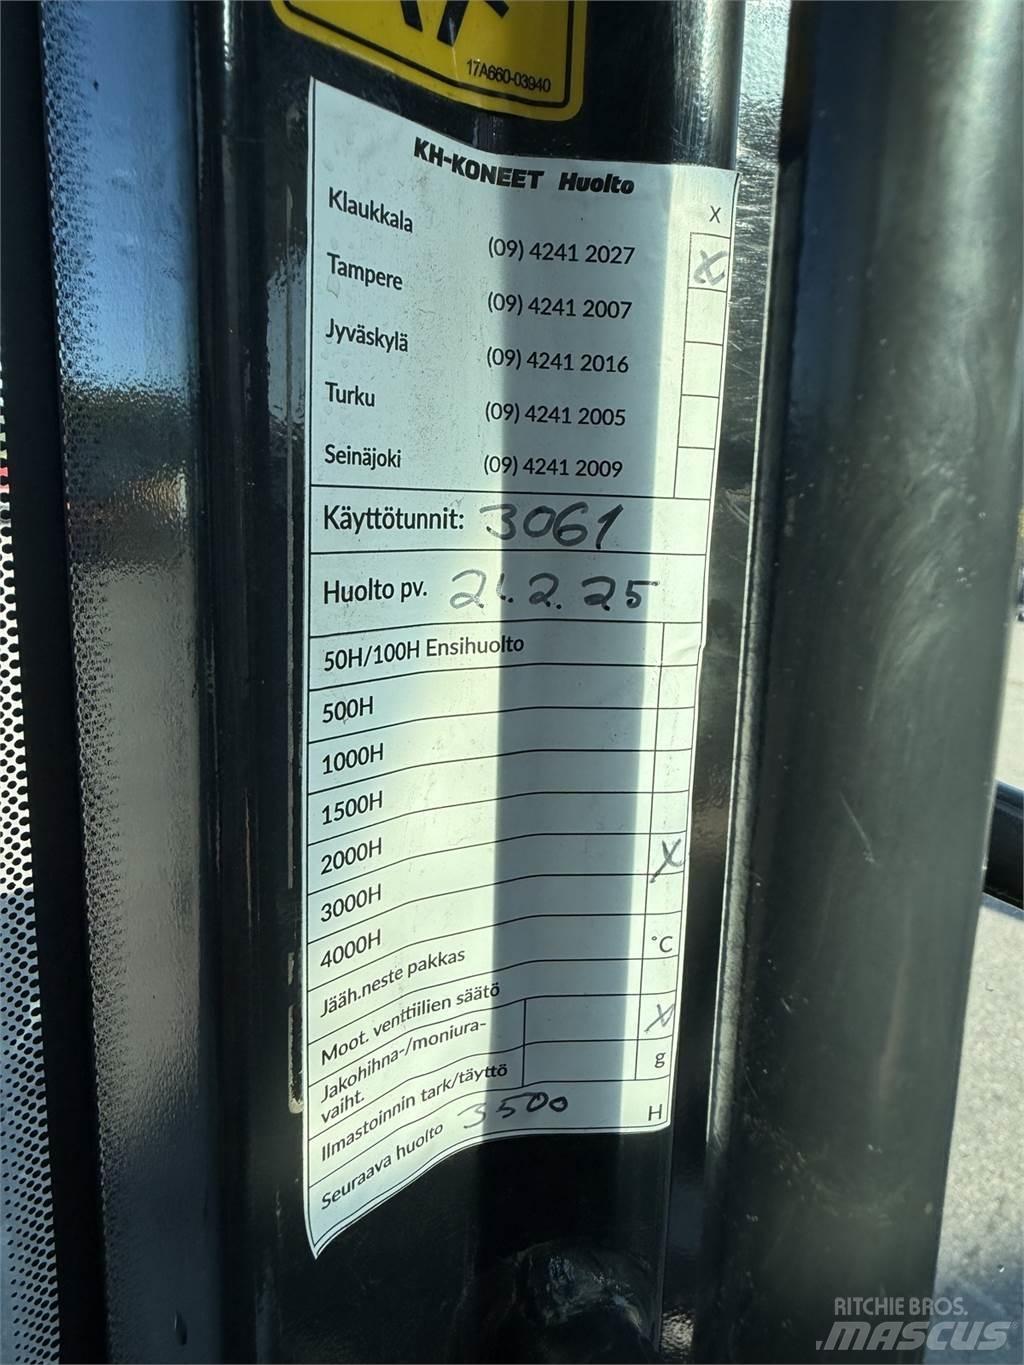 17A660-03940
KH-KONEET Huolto
X
Klaukkala (09) 4241 2027 X
Tampere (09) 4241 2007
Jyväskylä (09) 4241 2016
Turku (09) 4241 2005
Seinäjoki (09) 4241 2009
Käyttötunnit: 3061
Huolto pv. 21.2.25
50H/100H Ensihuolto
500H
1000H
1500H
2000H
3000H X
4000H
Jääh.neste pakkas °C
Moot. venttiilien säätö
Jakohihna-/moniura-
vaiht. X
Ilmastoinnin tark/täyttö g
Seuraava huolto 3500 H
RITCHIE BROS.
MASCUS